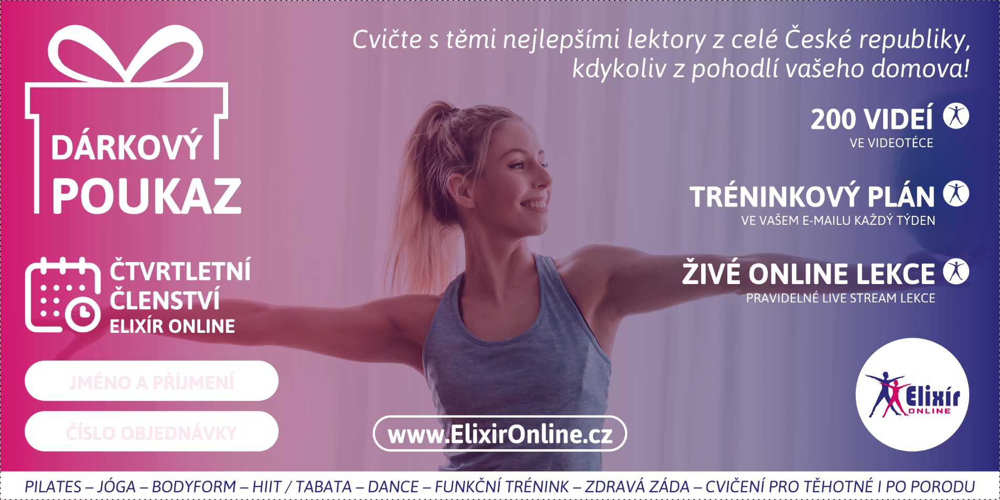 Cvičte s těmi nejlepšími lektory z celé České republiky,
kdykoliv z pohodlí vašeho domova!
DÁRKOVÝ
POUKAZ
ČTVRTLETNÍ
ČLENSTVÍ
ELIXÍR ONLINE
JMÉNO A PŘÍJMENÍ
ČÍSLO OBJEDNÁVKY
200 VIDEÍ
VE VIDEOTÉCE
TRÉNINKOVÝ PLÁN
VE VAŠEM E-MAILU KAŽDÝ TÝDEN
ŽIVÉ ONLINE LEKCE
PRAVIDELNÉ LIVE STREAM LEKCE
Elixír
ONLINE
www.ElixirOnline.cz
PILATES – JÓGA – BODYFORM – HIIT / TABATA – DANCE – FUNKČNÍ TRÉNINK – ZDRAVÁ ZÁDA – CVIČENÍ PRO TĚHOTNÉ I PO PORODU